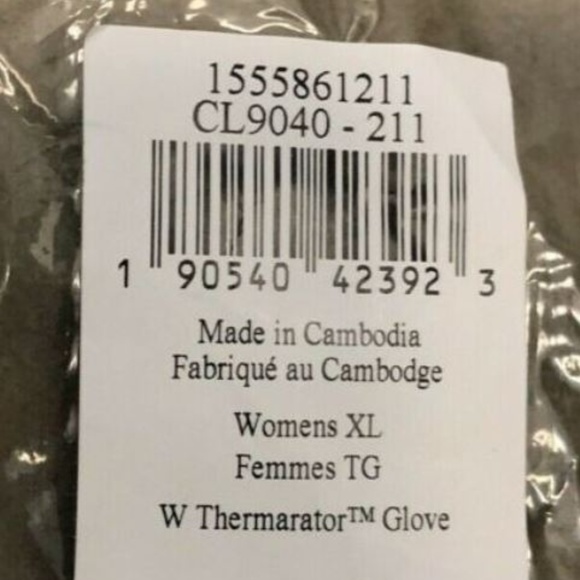 1555861211
CL9040 - 211
1 90540 42392 3
Made in Cambodia
Fabriqué au Cambodge
Womens XL
Femmes TG
W Thermarator™ Glove